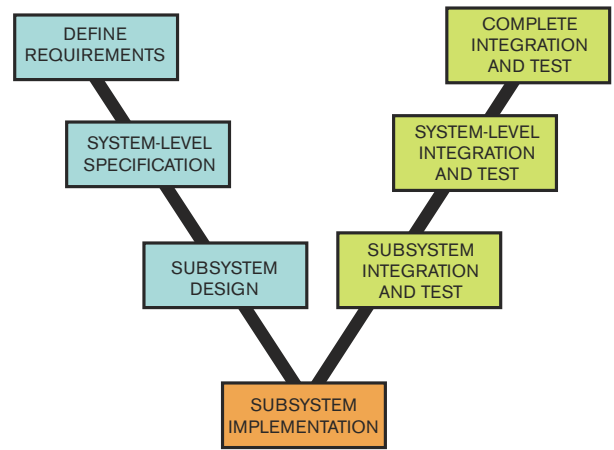 DEFINE
REQUIREMENTS
SYSTEM-LEVEL
SPECIFICATION
SUBSYSTEM
DESIGN
SUBSYSTEM
IMPLEMENTATION
SUBSYSTEM
INTEGRATION
AND TEST
SYSTEM-LEVEL
INTEGRATION
AND TEST
COMPLETE
INTEGRATION
AND TEST